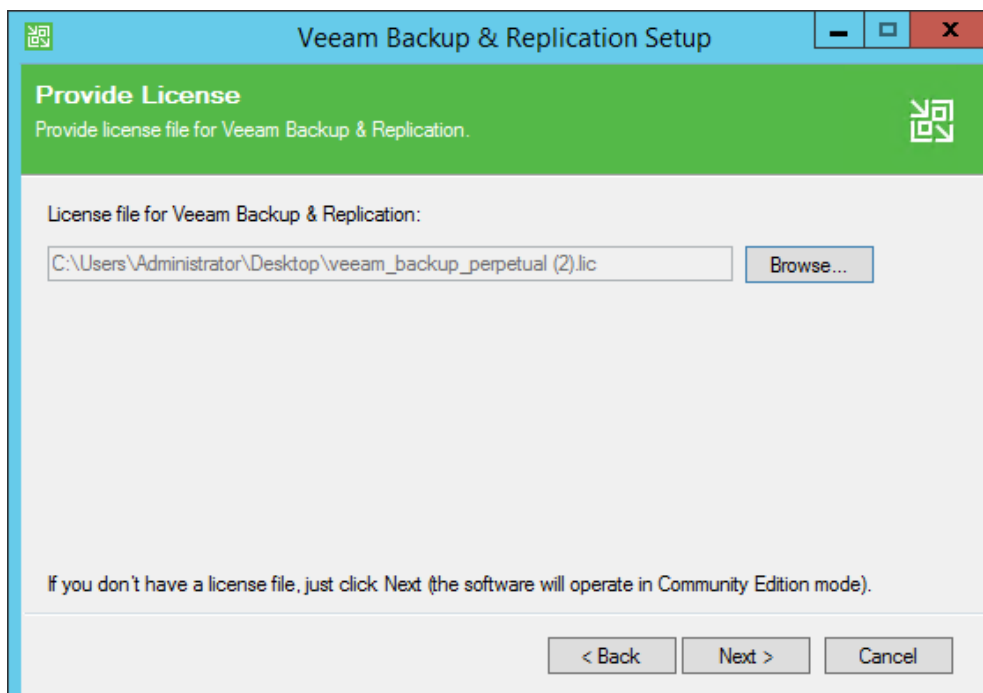 Veeam Backup & Replication Setup
Provide License
Provide license file for Veeam Backup & Replication.
License file for Veeam Backup & Replication:
C:\Users\Administrator\Desktop\veeam_backup_perpetual (2).lic
Browse...
If you don't have a license file, just click Next (the software will operate in Community Edition mode).
< Back Next > Cancel